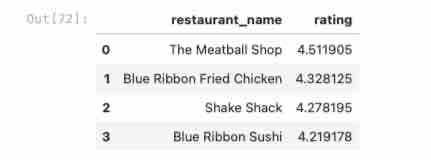 Out[72]:
restaurant_name rating
0 The Meatball Shop 4.511905
1 Blue Ribbon Fried Chicken 4.328125
2 Shake Shack 4.278195
3 Blue Ribbon Sushi 4.219178